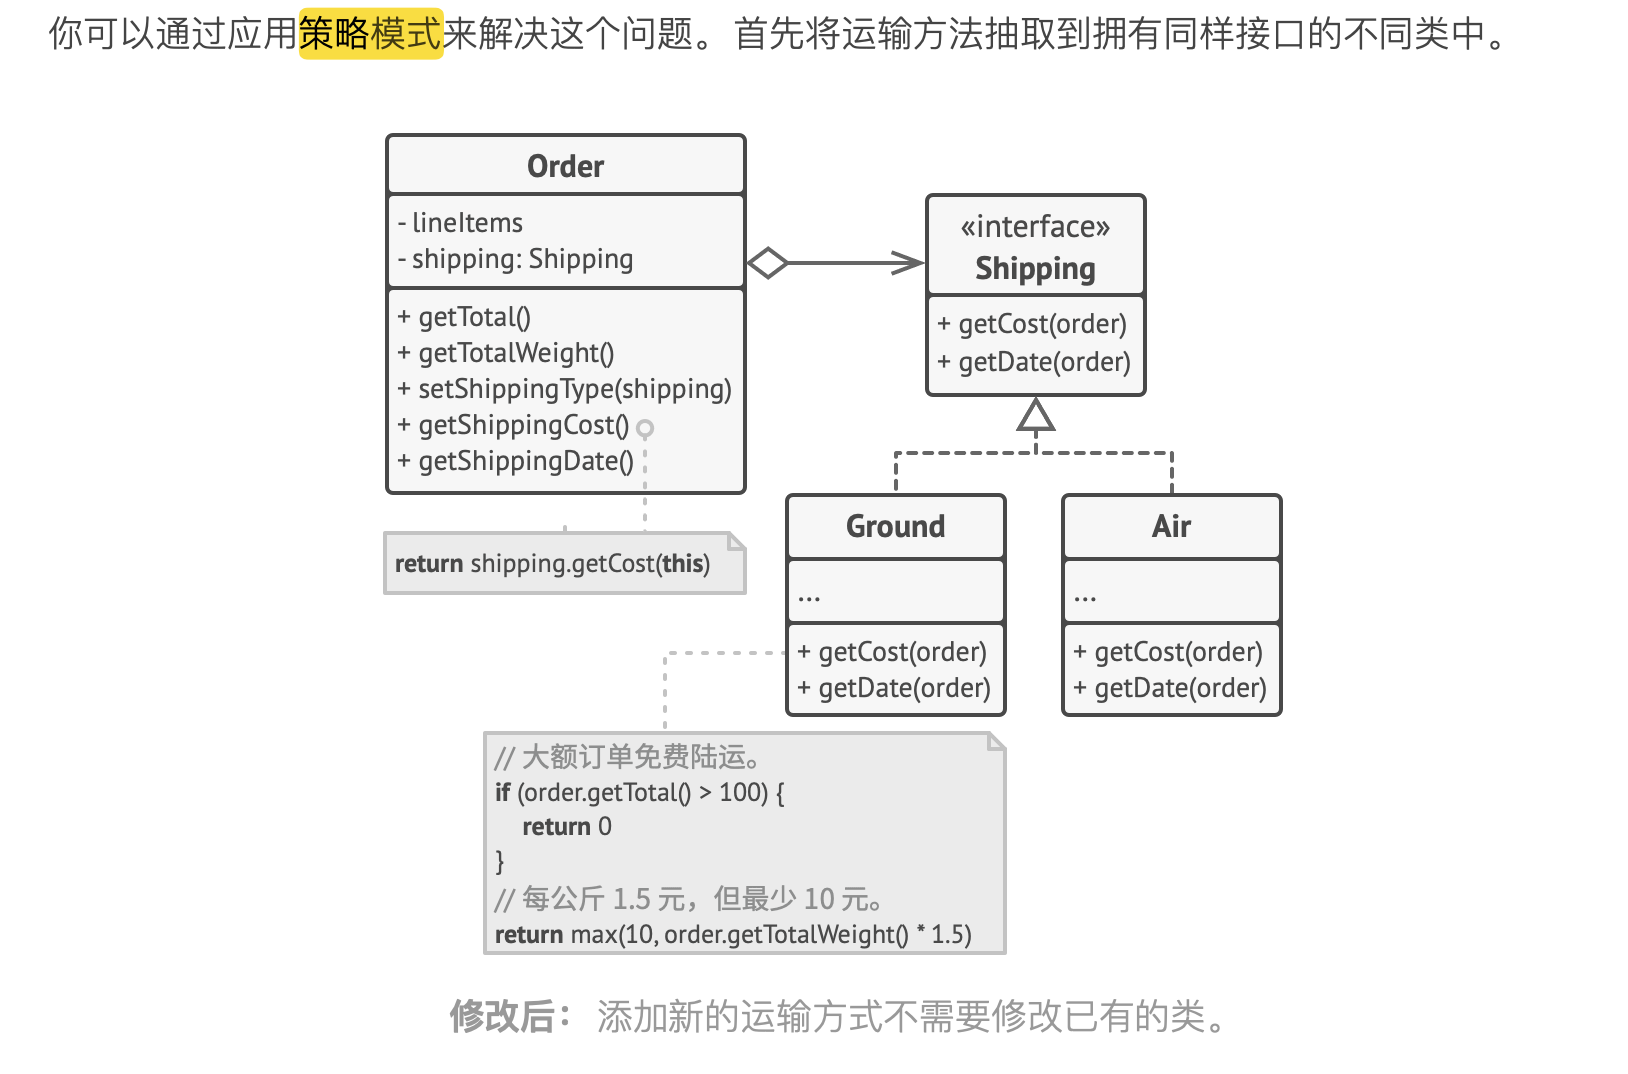 你可以通过应用策略模式来解决这个问题。 首先将运输方法抽取到拥有同样接口的不同类中。
Order
- lineItems
- shipping: Shipping
+ getTotal()
+ getTotalWeight()
+ setShippingType(shipping)
+ getShippingCost()
+ getShippingDate()
return shipping.getCost(this)
«interface»
Shipping
+ getCost(order)
+ getDate(order)
Ground
...
+ getCost(order)
+ getDate(order)
Air
...
+ getCost(order)
+ getDate(order)
// 大额订单免费陆运。
if (order.getTotal() > 100) {
return 0
}
// 每公斤 1.5 元，但最少 10 元。
return max(10, order.getTotalWeight() * 1.5)
修改后： 添加新的运输方式不需要修改已有的类。